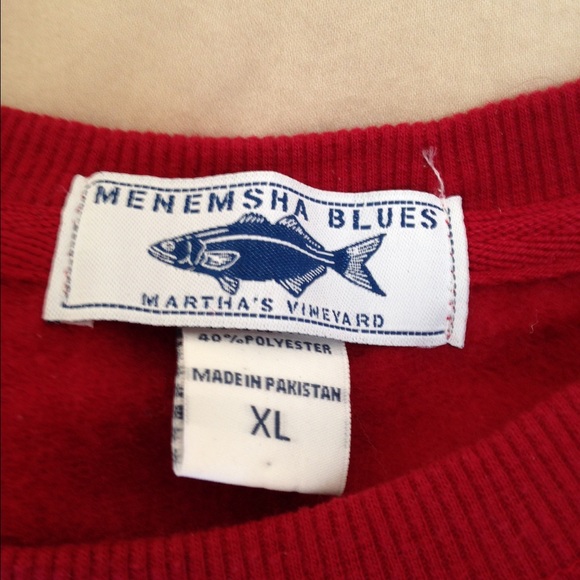 MENEMSHA BLUES
MARTHA'S VINEYARD
40% POLYESTER
MADE IN PAKISTAN
XL